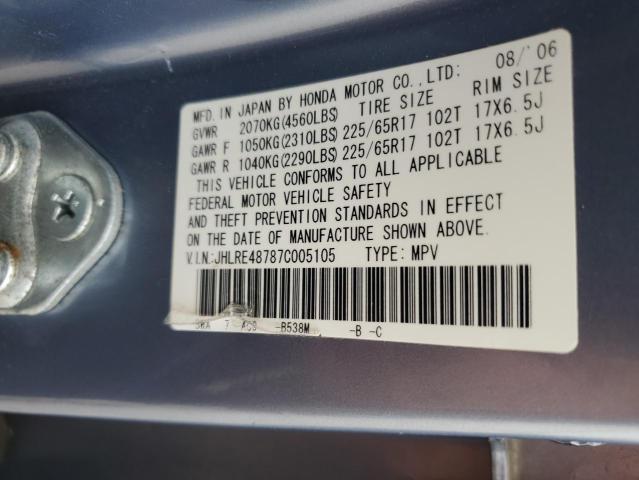 MFD. IN JAPAN BY HONDA MOTOR CO., LTD: 08/'06
GVWR 2070KG(4560LBS) TIRE SIZE RIM SIZE
GAWR F 1050KG(2310LBS) 225/65R17 102T 17X6.5J
GAWR R 1040KG(2290LBS) 225/65R17 102T 17X6.5J
THIS VEHICLE CONFORMS TO ALL APPLICABLE
FEDERAL MOTOR VEHICLE SAFETY
AND THEFT PREVENTION STANDARDS IN EFFECT
ON THE DATE OF MANUFACTURE SHOWN ABOVE.
V.I.N:JHLRE48787C005105 TYPE: MPV
7 -B538M -B -C